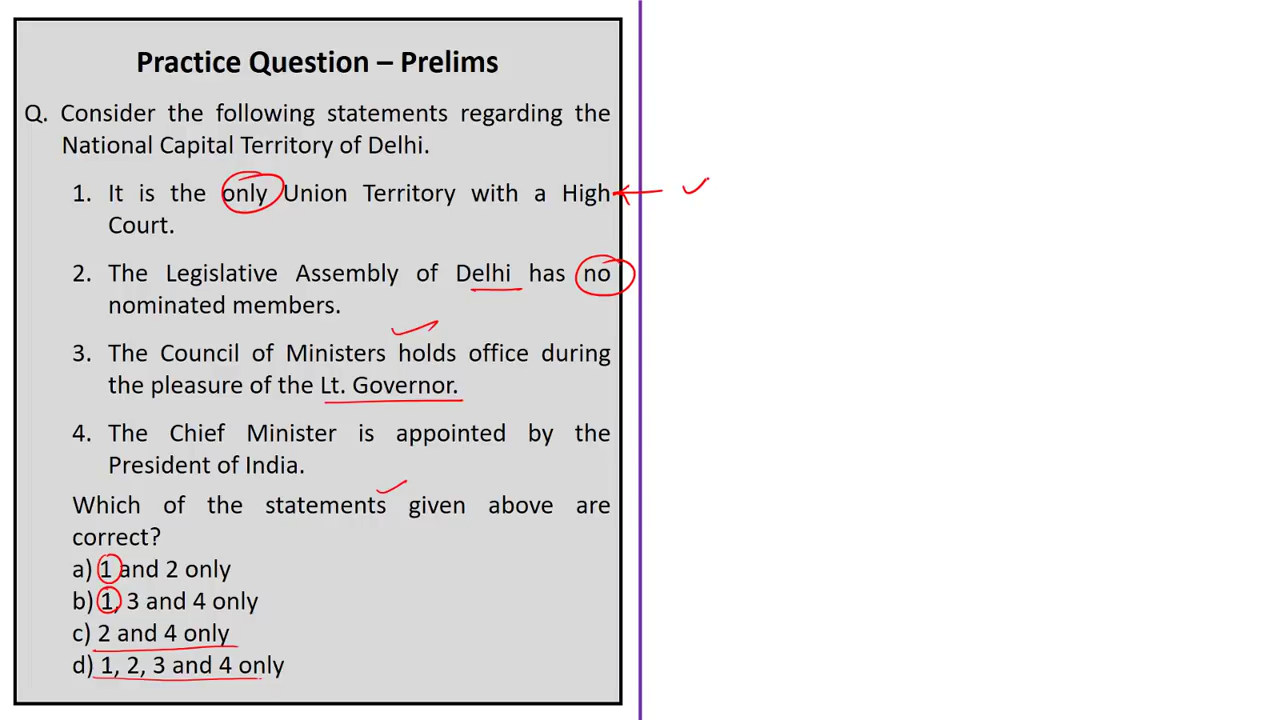 Practice Question – Prelims
Q. Consider the following statements regarding the
National Capital Territory of Delhi.
1. It is the only Union Territory with a High
Court.
2. The Legislative Assembly of Delhi has no
nominated members.
3. The Council of Ministers holds office during
the pleasure of the Lt. Governor.
4. The Chief Minister is appointed by the
President of India.
Which of the statements given above are
correct?
a) 1 and 2 only
b) 1, 3 and 4 only
c) 2 and 4 only
d) 1, 2, 3 and 4 only